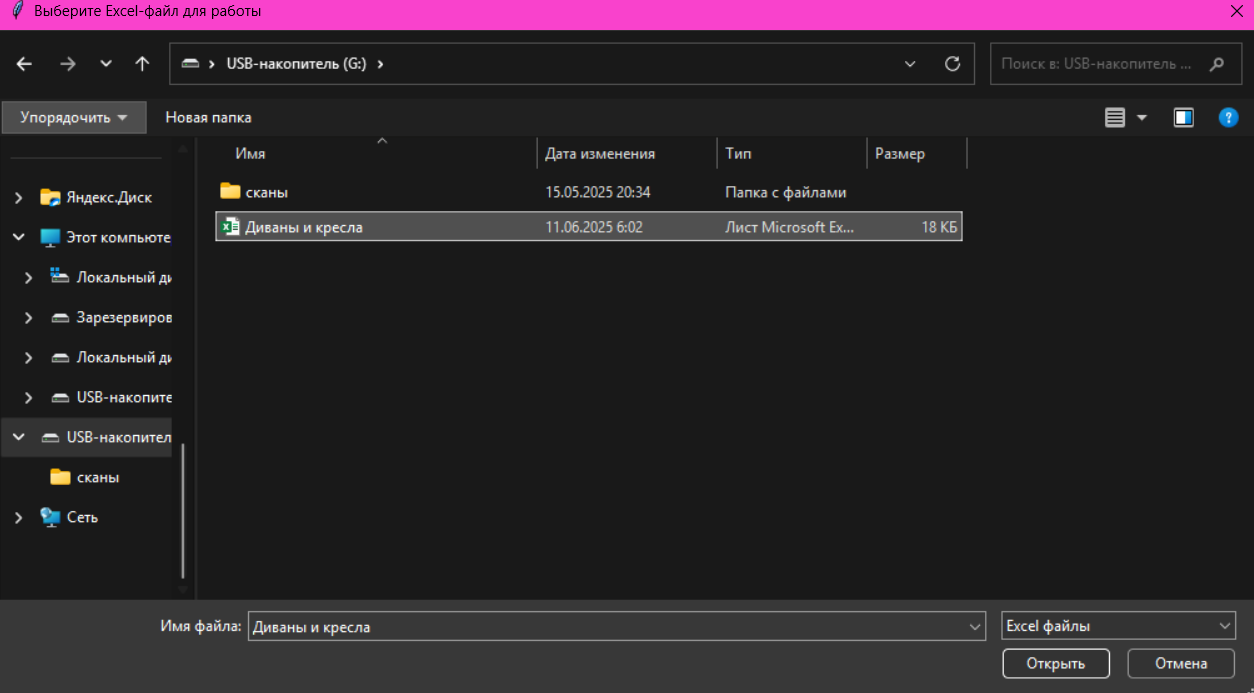 Выберите Excel-файл для работы
USB-накопитель (G:)
Поиск в: USB-накопитель ...
Упорядочить
Новая папка
Имя Дата изменения Тип Размер
сканы 15.05.2025 20:34 Папка с файлами
Диваны и кресла 11.06.2025 6:02 Лист Microsoft Ex... 18 КБ
Яндекс.Диск
Этот компьюте
Локальный ди
Зарезервиров
Локальный ди
USB-накопите
USB-накопител
сканы
Сеть
Имя файла: Диваны и кресла
Excel файлы
Открыть
Отмена